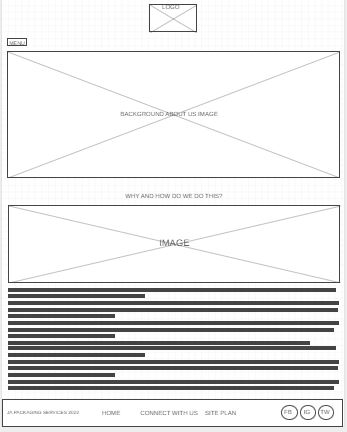 LOGO
MENU
BACKGROUND ABOUT US IMAGE
WHY AND HOW DO WE DO THIS?
IMAGE
JA PACKAGING SERVICES 2022 HOME CONNECT WITH US SITE PLAN FB IG TW